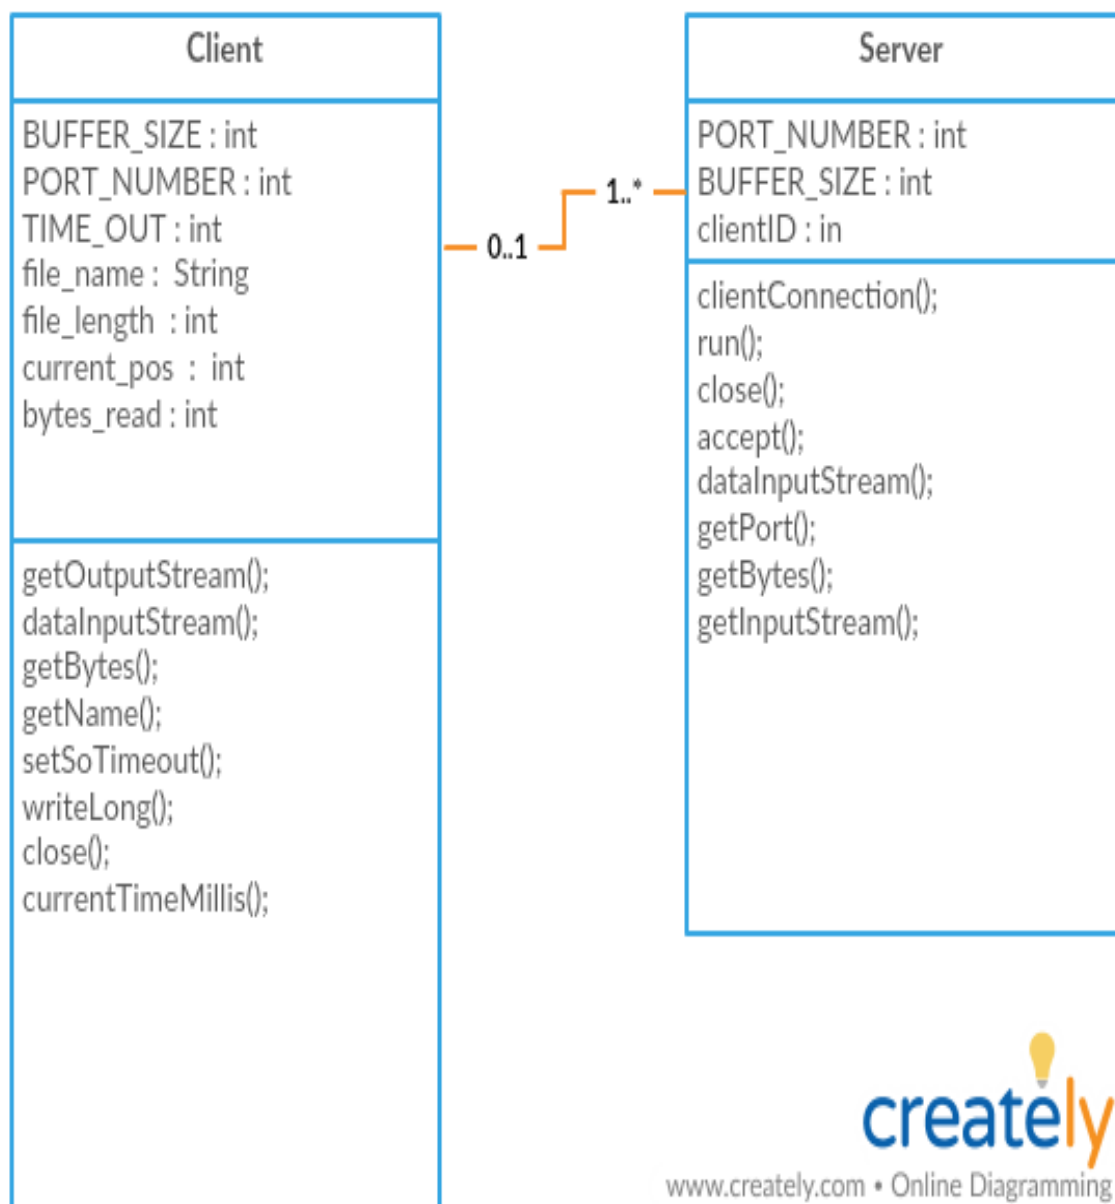 Client
BUFFER_SIZE : int
PORT_NUMBER : int
TIME_OUT : int
file_name : String
file_length : int
current_pos : int
bytes_read : int
getOutputStream();
dataInputStream();
getBytes();
getName();
setSoTimeout();
writeLong();
close();
currentTimeMillis();
0..1
1..*
Server
PORT_NUMBER : int
BUFFER_SIZE : int
clientID : in
clientConnection();
run();
close();
accept();
dataInputStream();
getPort();
getBytes();
getInputStream();
creately
www.creately.com • Online Diagramming